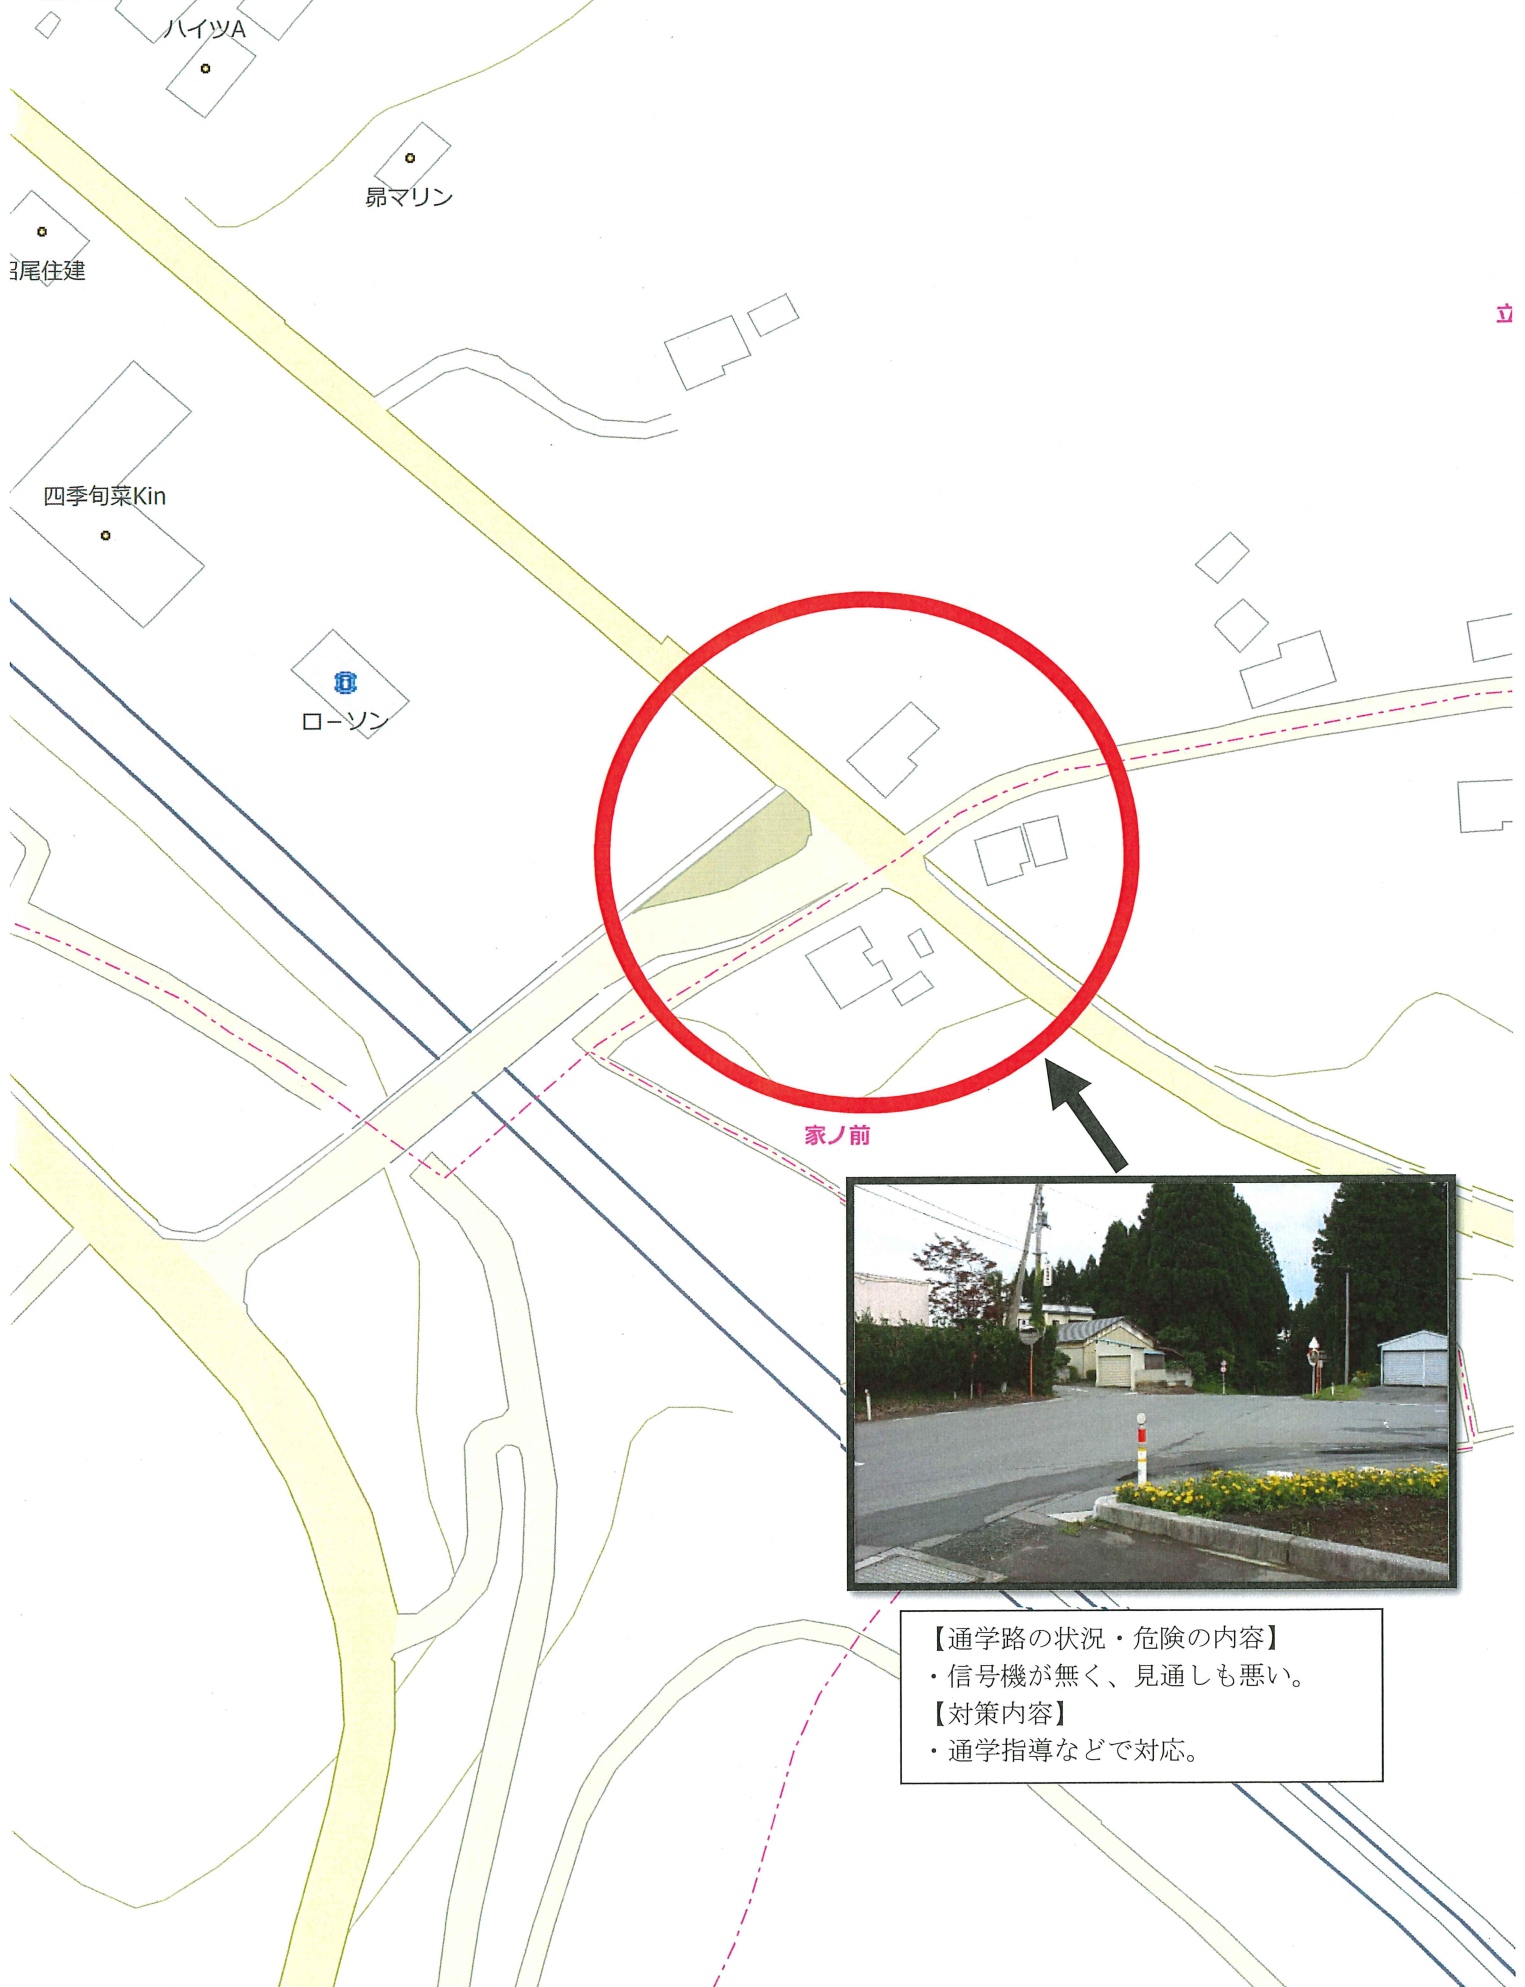 ハイツA
昴マリン
尾住建
立
四季旬菜Kin
ローソン
家ノ前
【通学路の状況・危険の内容】
・信号機が無く、見通しも悪い。
【対策内容】
・通学指導などで対応。